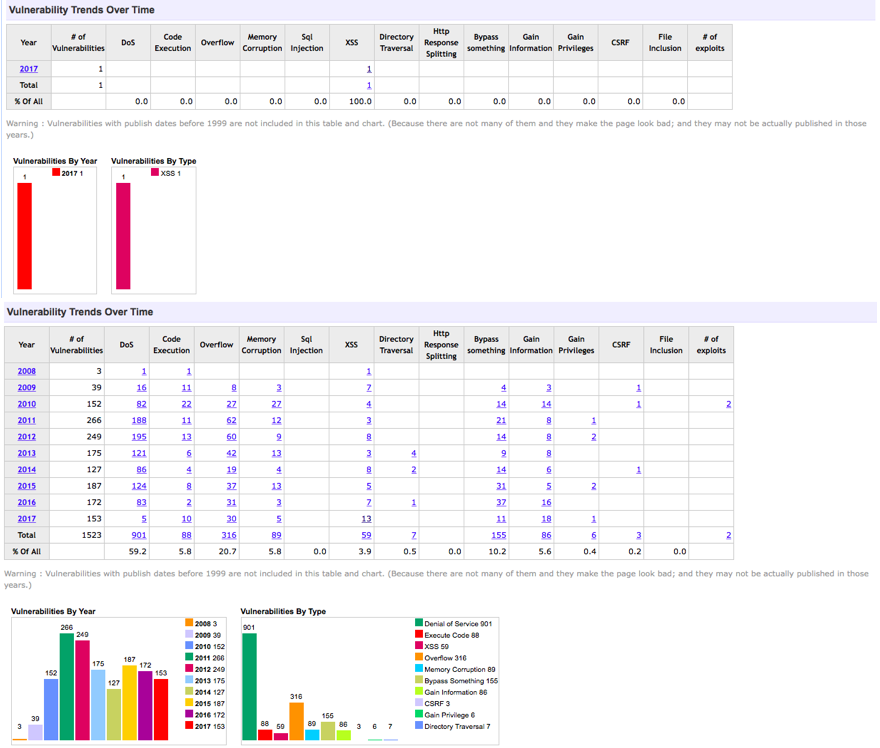 Vulnerability Trends Over Time
Year # of Vulnerabilities DoS Code Execution Overflow Memory Corruption Sql Injection XSS Directory Traversal Http Response Splitting Bypass something Gain Information Gain Privileges CSRF File Inclusion # of exploits
2017 1 1
Total 1 1
% Of All 0.0 0.0 0.0 0.0 0.0 100.0 0.0 0.0 0.0 0.0 0.0 0.0 0.0
Warning : Vulnerabilities with publish dates before 1999 are not included in this table and chart. (Because there are not many of them and they make the page look bad; and they may not be actually published in those
years.)
Vulnerabilities By Year Vulnerabilities By Type
1 2017 1 1 XSS 1
Vulnerability Trends Over Time
Year # of Vulnerabilities DoS Code Execution Overflow Memory Corruption Sql Injection XSS Directory Traversal Http Response Splitting Bypass something Gain Information Gain Privileges CSRF File Inclusion # of exploits
2008 3 1 1 1
2009 39 16 11 8 3 7 4 3 1
2010 152 82 22 27 27 4 14 14 1 2
2011 266 188 11 62 12 3 21 8 1
2012 249 195 13 60 9 8 14 8 2
2013 175 121 6 42 13 3 4 9 8
2014 127 86 4 19 4 8 2 14 6 1
2015 187 124 8 37 13 5 31 5 2
2016 172 83 2 31 3 7 1 37 16
2017 153 5 10 30 5 13 11 18 1
Total 1523 901 88 316 89 59 7 155 86 6 3 2
% Of All 59.2 5.8 20.7 5.8 0.0 3.9 0.5 0.0 10.2 5.6 0.4 0.2 0.0
Warning : Vulnerabilities with publish dates before 1999 are not included in this table and chart. (Because there are not many of them and they make the page look bad; and they may not be actually published in those
years.)
Vulnerabilities By Year
3 39 152 266 249 175 127 187 172 153
2008 3
2009 39
2010 152
2011 266
2012 249
2013 175
2014 127
2015 187
2016 172
2017 153
Vulnerabilities By Type
901 88 59 316 89 155 86 3 6 7
Denial of Service 901
Execute Code 88
XSS 59
Overflow 316
Memory Corruption 89
Bypass Something 155
Gain Information 86
CSRF 3
Gain Privilege 6
Directory Traversal 7